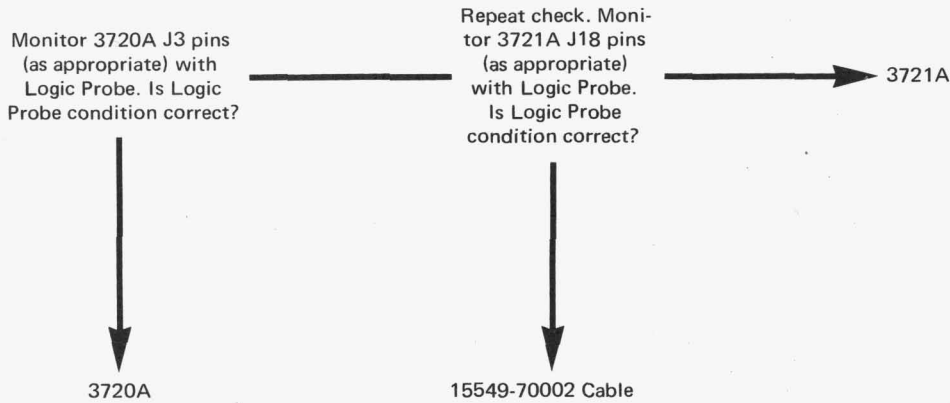 Monitor 3720A J3 pins
(as appropriate) with
Logic Probe. Is Logic
Probe condition correct?
Repeat check. Moni-
tor 3721A J18 pins
(as appropriate)
with Logic Probe.
Is Logic Probe
condition correct?
3721A
3720A
15549-70002 Cable